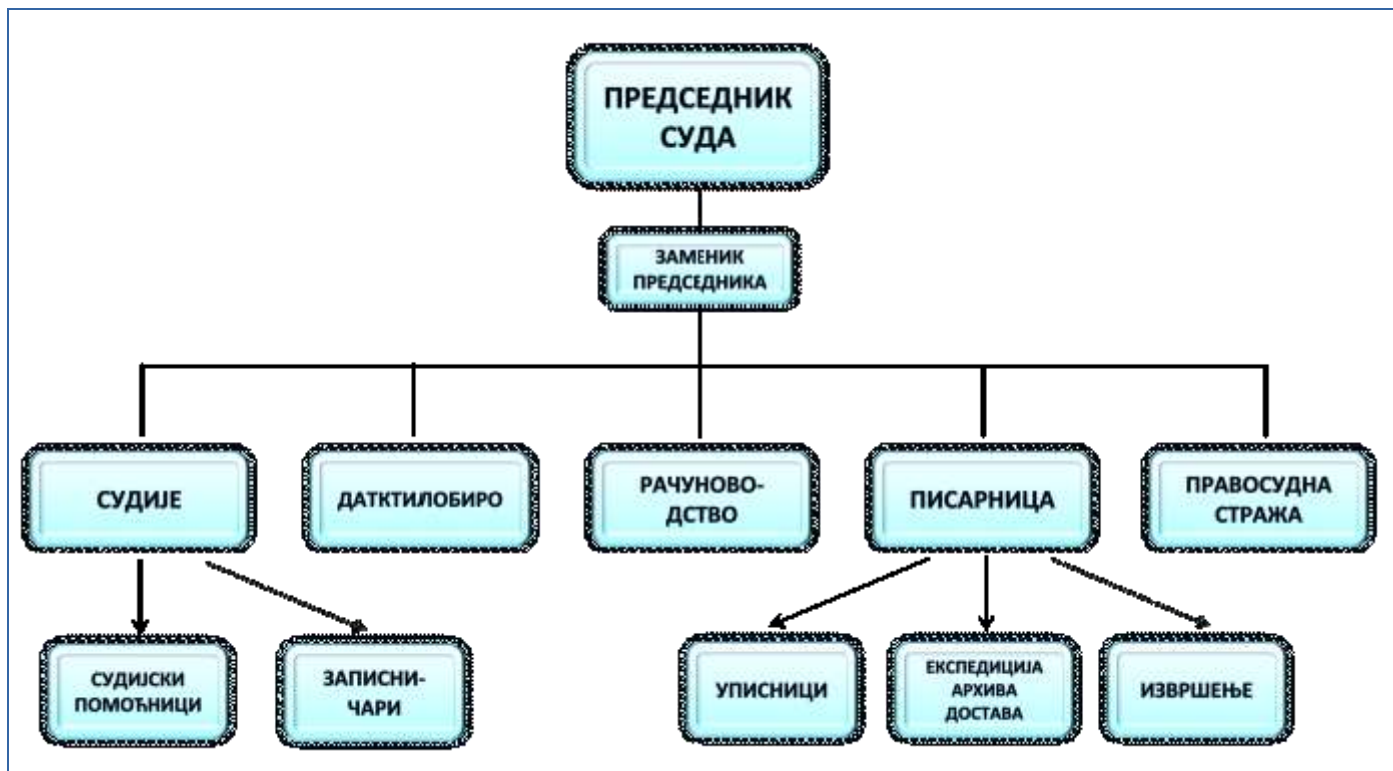 ПРЕДСЕДНИК
СУДА
ЗАМЕНИК
ПРЕДСЕДНИКА
СУДИЈЕ
ДАТКТИЛОБИРО
РАЧУНОВО-
ДСТВО
ПИСАРНИЦА
ПРАВОСУДНА
СТРАЖА
СУДИЈСКИ
ПОМОЋНИЦИ
ЗАПИСНИ-
ЧАРИ
УПИСНИЦИ
ЕКСПЕДИЦИЈА
АРХИВА
ДОСТАВА
ИЗВРШЕЊЕ